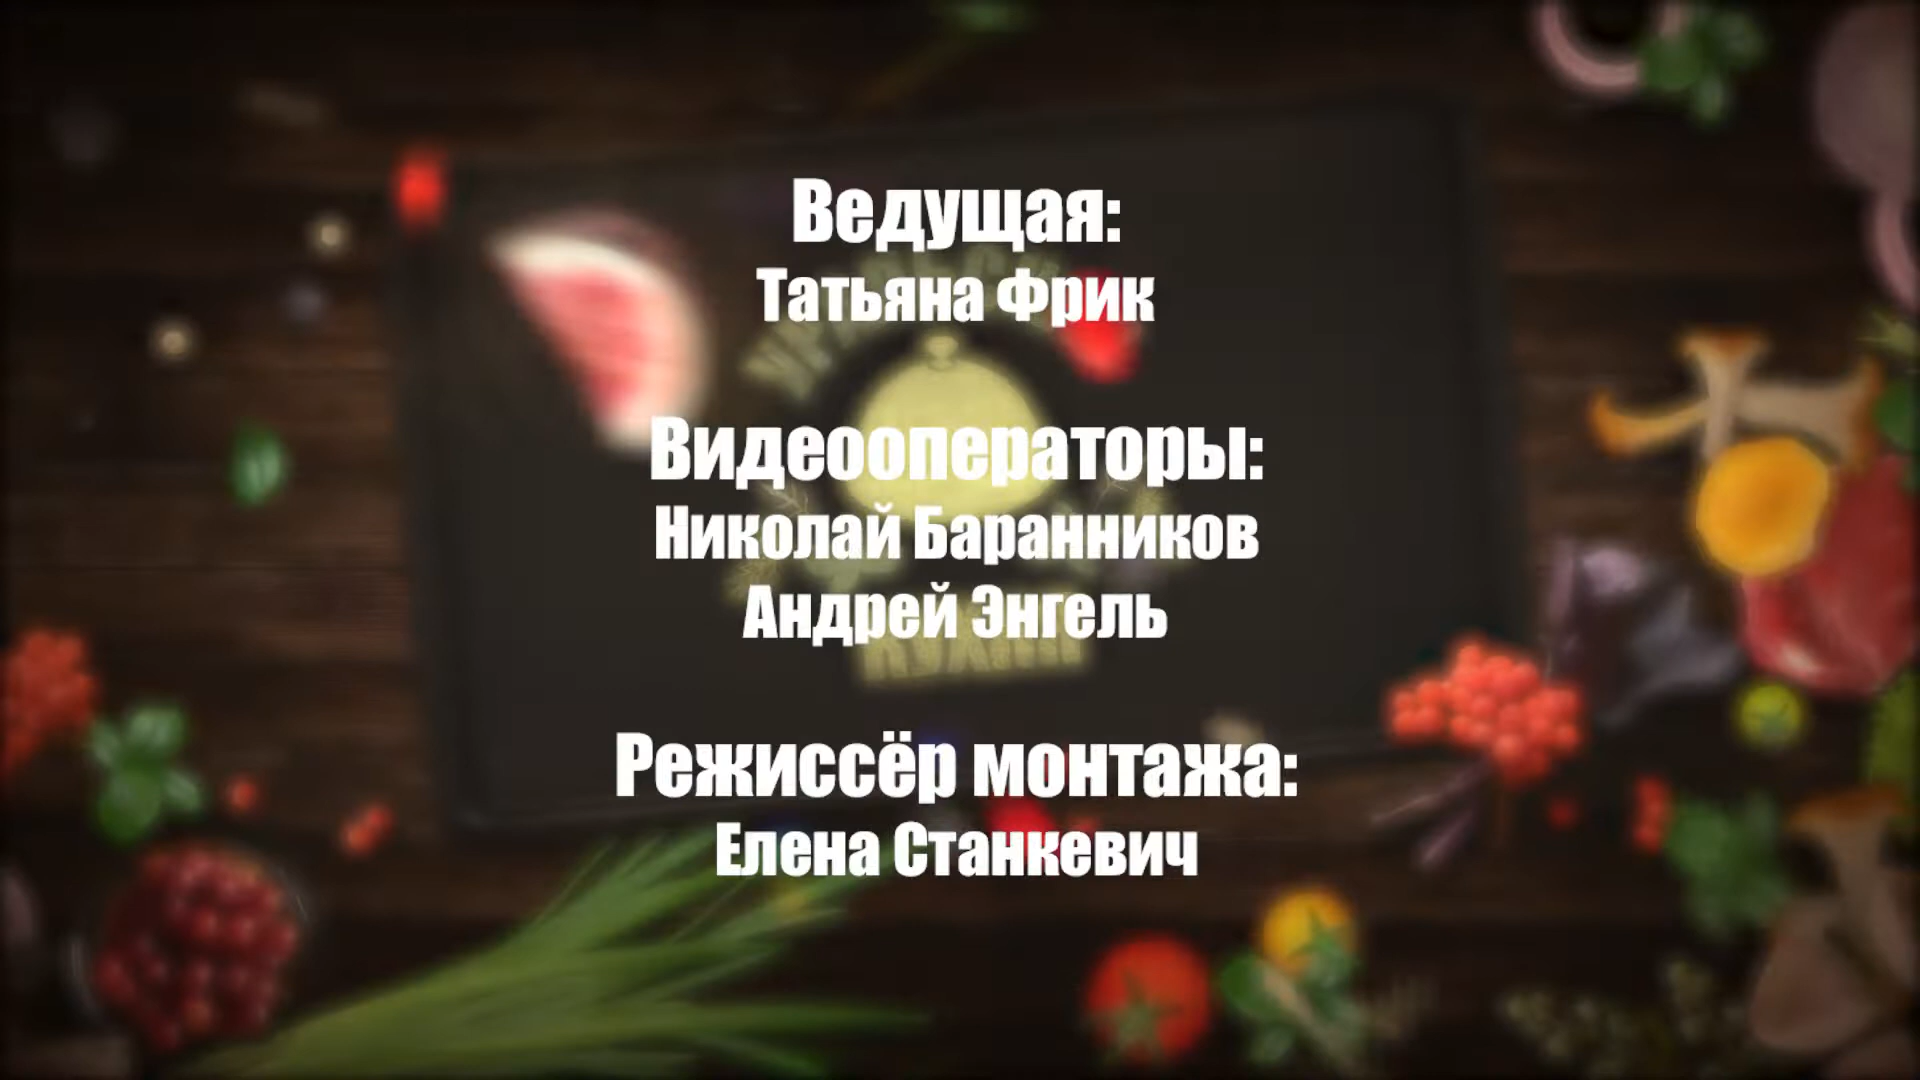 Ведущая:
Татьяна Фрик
Видеооператоры:
Николай Баранников
Андрей Энгель
Режиссёр монтажа:
Елена Станкевич